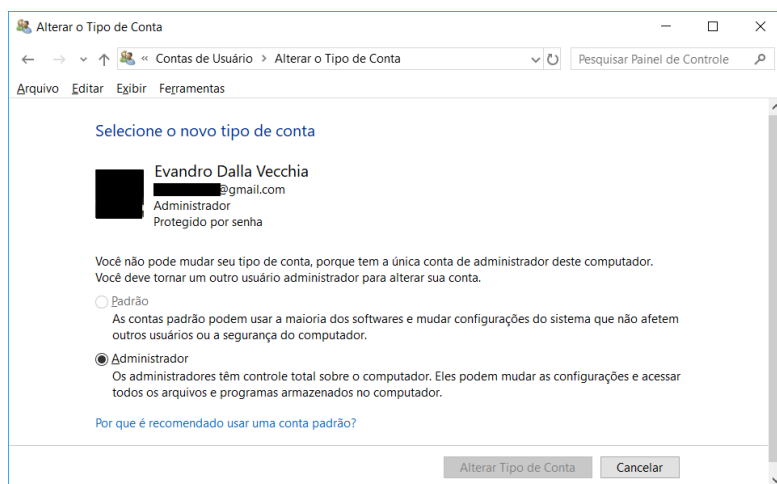 Alterar o Tipo de Conta
« Contas de Usuário > Alterar o Tipo de Conta
Pesquisar Painel de Controle
Arquivo Editar Exibir Ferramentas
Selecione o novo tipo de conta
Evandro Dalla Vecchia
@gmail.com
Administrador
Protegido por senha
Você não pode mudar seu tipo de conta, porque tem a única conta de administrador deste computador.
Você deve tornar um outro usuário administrador para alterar sua conta.
Padrão
As contas padrão podem usar a maioria dos softwares e mudar configurações do sistema que não afetem
outros usuários ou a segurança do computador.
Administrador
Os administradores têm controle total sobre o computador. Eles podem mudar as configurações e acessar
todos os arquivos e programas armazenados no computador.
Por que é recomendado usar uma conta padrão?
Alterar Tipo de Conta Cancelar